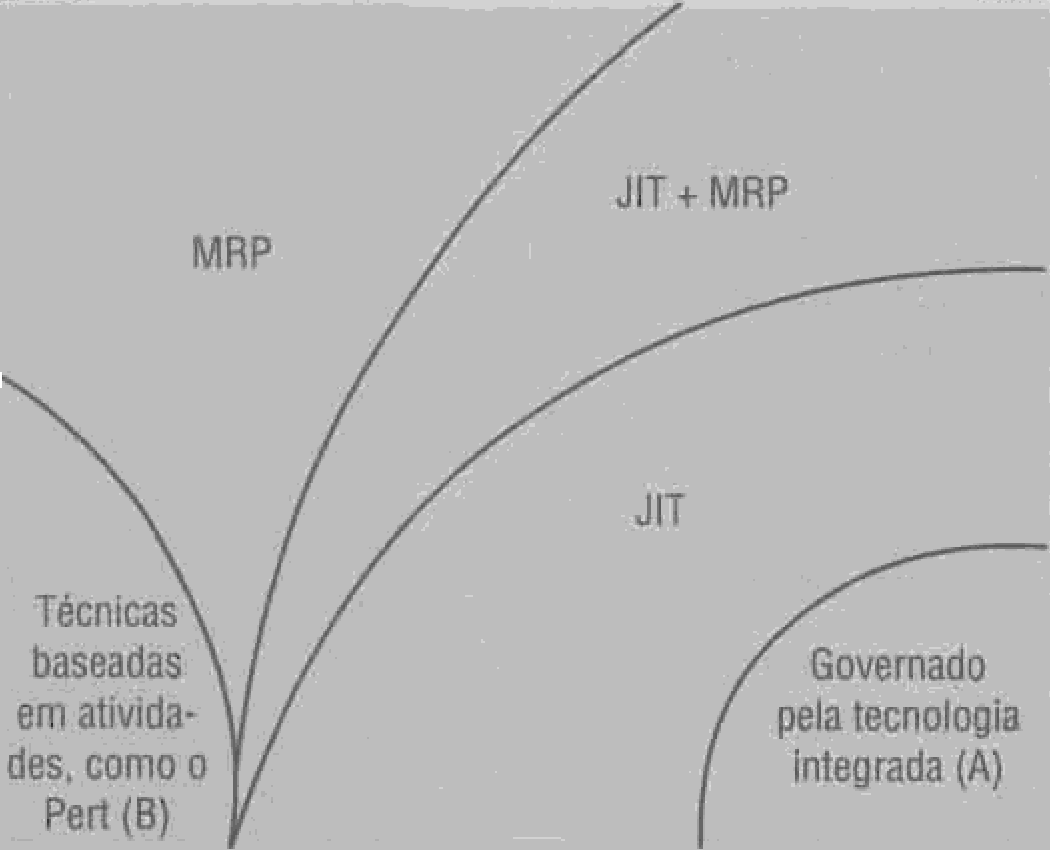 JIT + MRP
MRP
JIT
Técnicas
baseadas
em ativida-
des, como o
Pert (B)
Governado
pela tecnologia
integrada (A)